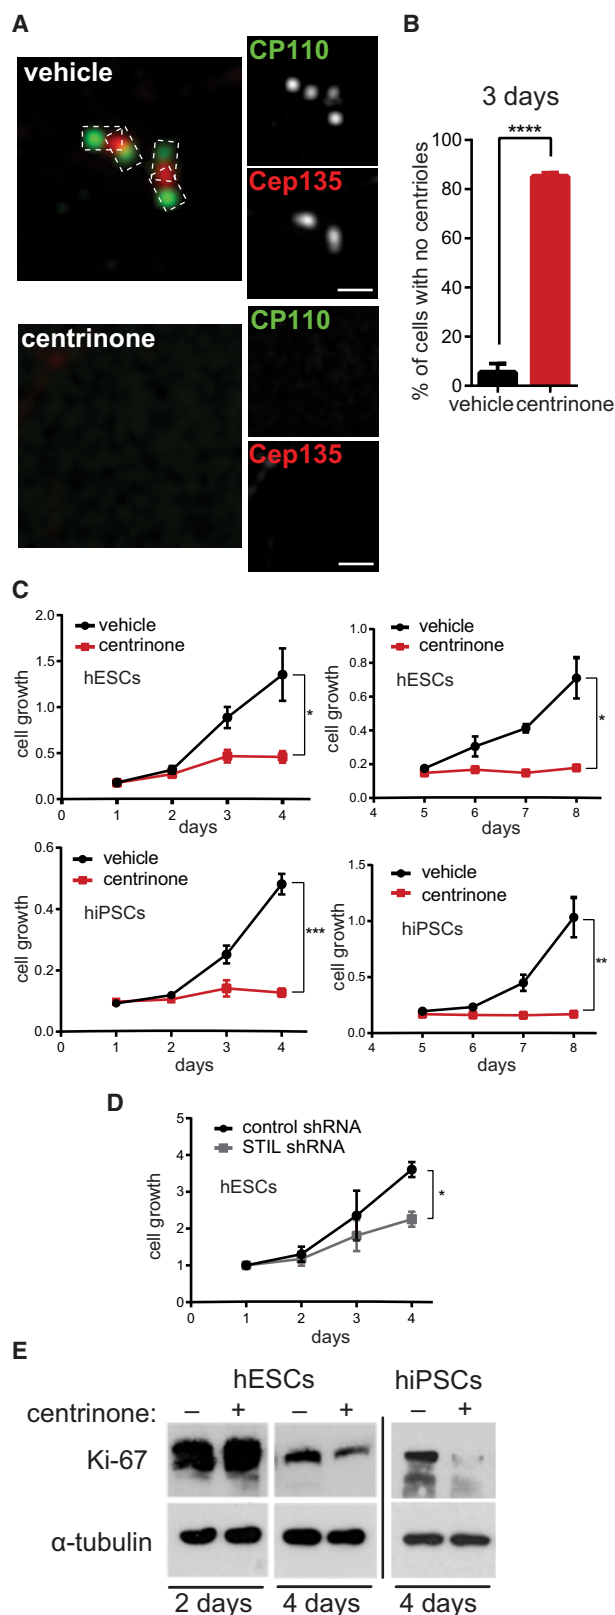 A
vehicle
CP110
Cep135
centrinone
CP110
Cep135
B
3 days
****
% of cells with no centrioles
100
80
60
40
20
0
vehicle centrinone
C
cell growth
2.0
1.5
1.0
0.5
0.0
vehicle
centrinone
hESCs
*
0 1 2 3 4
days
cell growth
1.0
0.8
0.6
0.4
0.2
0.0
vehicle
centrinone
hESCs
*
4 5 6 7 8
days
cell growth
0.6
0.4
0.2
0.0
vehicle
centrinone
hiPSCs
***
0 1 2 3 4
days
cell growth
1.5
1.0
0.5
0.0
vehicle
centrinone
hiPSCs
**
4 5 6 7 8
days
D
cell growth
5
4
3
2
1
0
control shRNA
STIL shRNA
hESCs
*
0 1 2 3 4
days
E
hESCs hiPSCs
centrinone: – + – + – +
Ki-67
α-tubulin
2 days 4 days 4 days